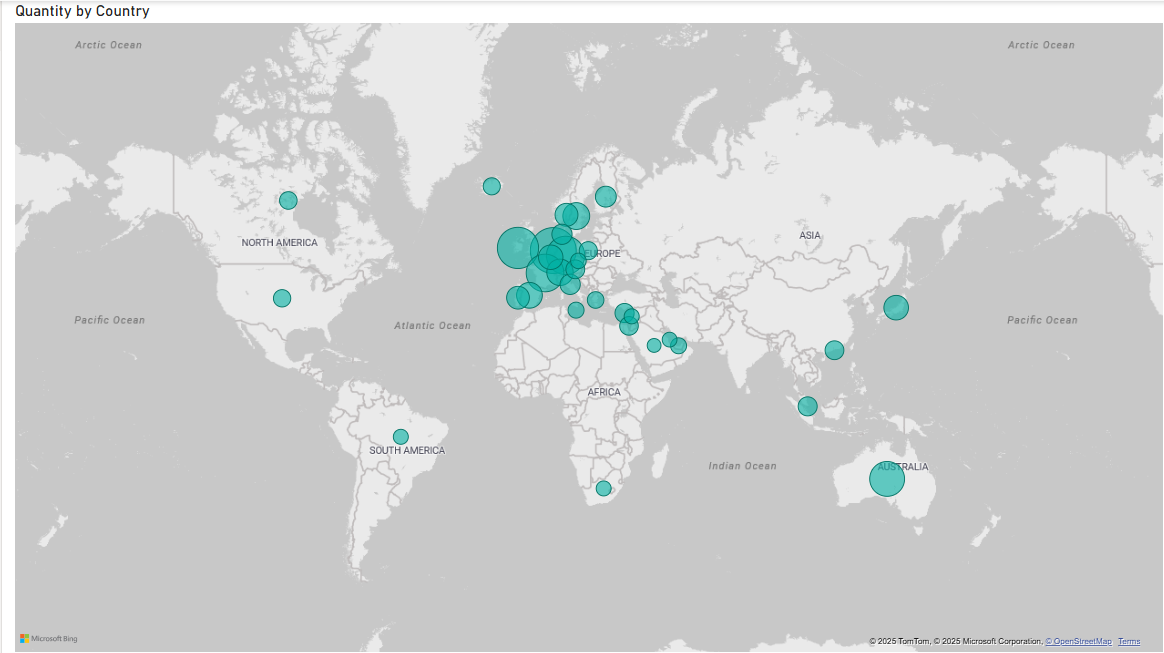 Quantity by Country
Arctic Ocean
Arctic Ocean
NORTH AMERICA
ASIA
EUROPE
Pacific Ocean
Atlantic Ocean
Pacific Ocean
AFRICA
SOUTH AMERICA
Indian Ocean
AUSTRALIA
Microsoft Bing
© 2025 TomTom, © 2025 Microsoft Corporation, © OpenStreetMap Terms